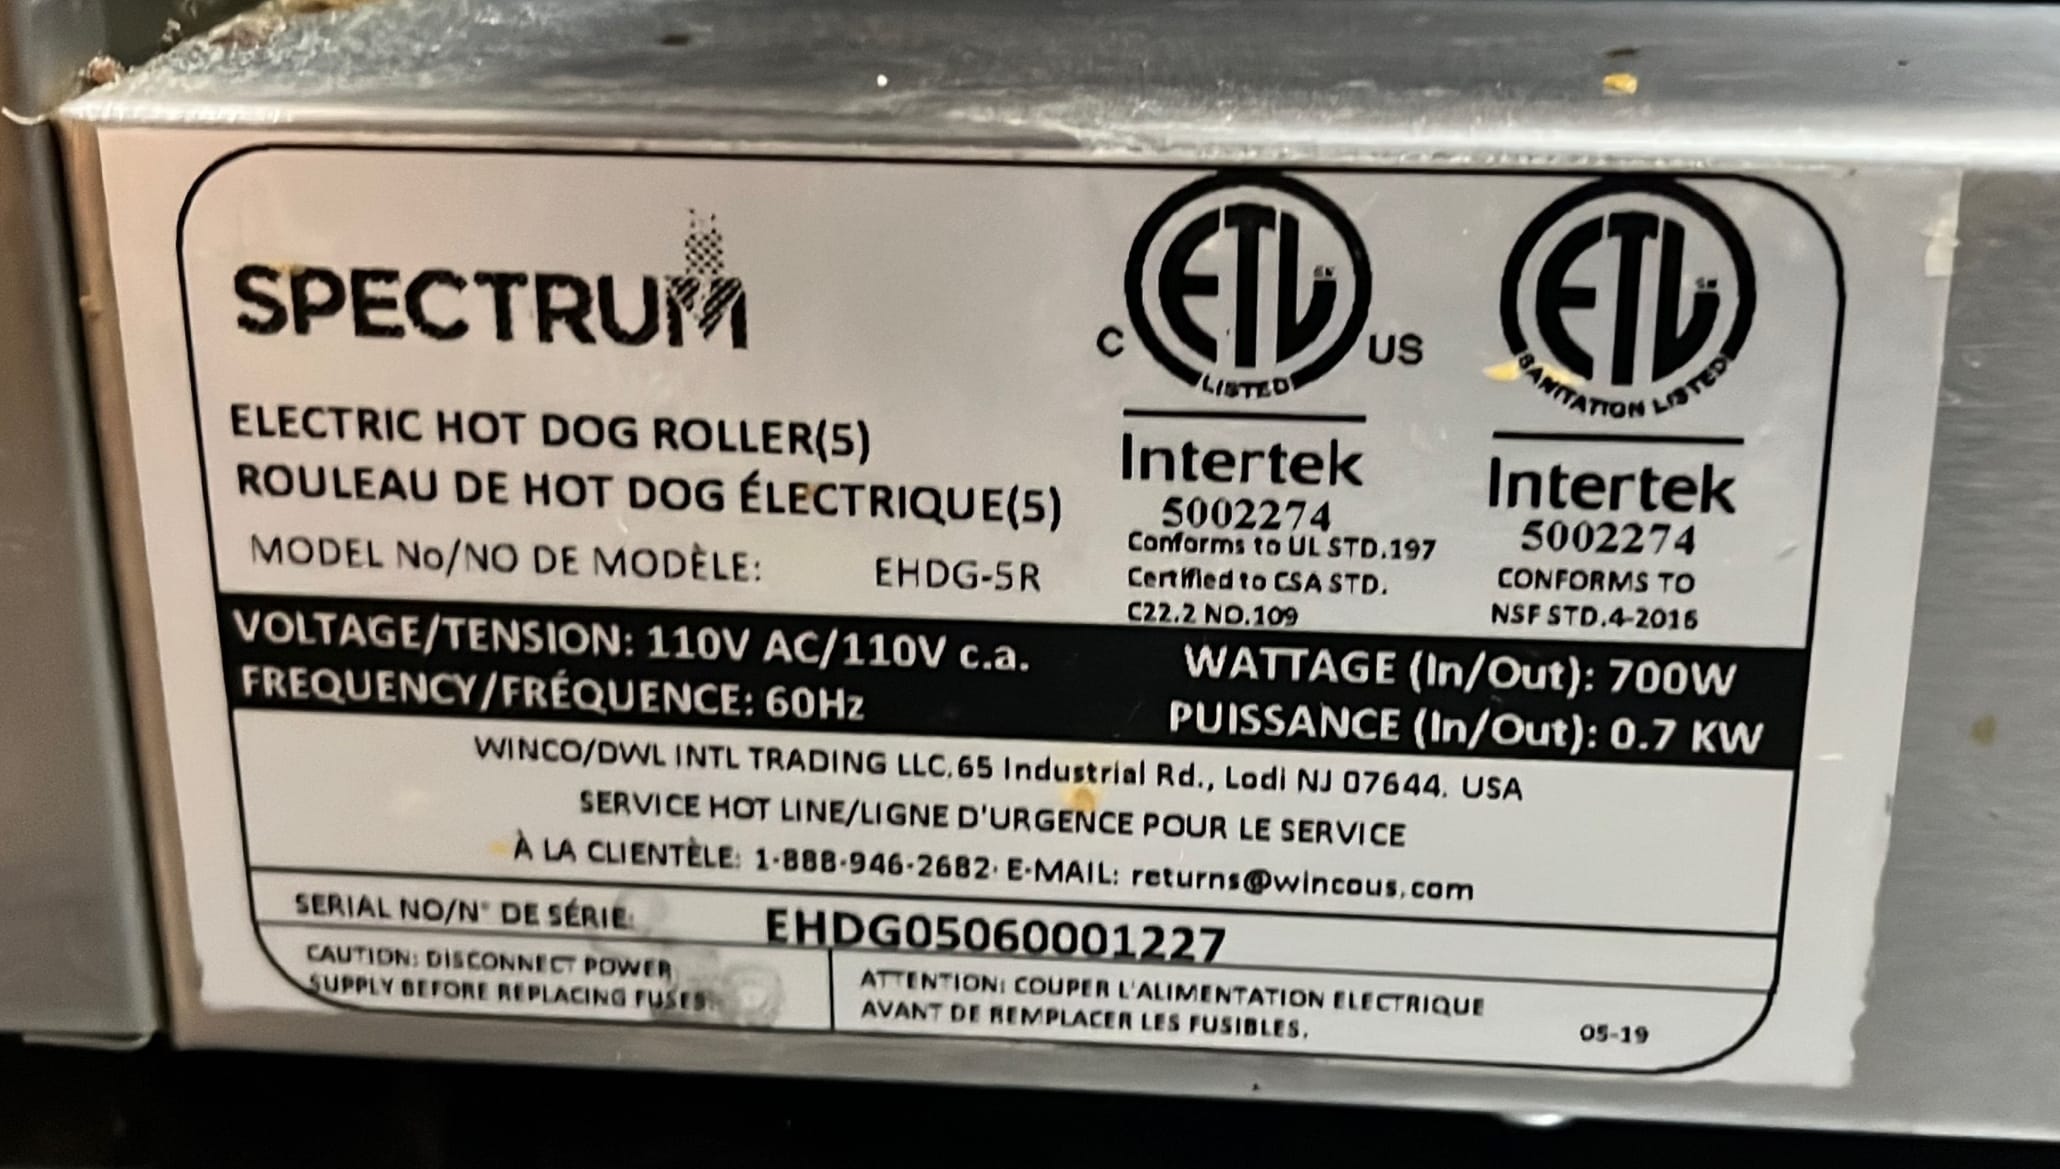 SPECTRUM
ELECTRIC HOT DOG ROLLER(5)
ROULEAU DE HOT DOG ÉLECTRIQUE(5)
MODEL No/NO DE MODÈLE: EHDG-5R
C ETL US
LISTED
Intertek
5002274
Conforms to UL STD.197
Certified to CSA STD.
C22.2 NO.109
ETL
SANITATION LISTED
Intertek
5002274
CONFORMS TO
NSF STD.4-2016
VOLTAGE/TENSION: 110V AC/110V c.a.
FREQUENCY/FRÉQUENCE: 60Hz
WATTAGE (In/Out): 700W
PUISSANCE (In/Out): 0.7 KW
WINCO/DWL INTL TRADING LLC.65 Industrial Rd., Lodi NJ 07644. USA
SERVICE HOT LINE/LIGNE D'URGENCE POUR LE SERVICE
À LA CLIENTÈLE: 1-888-946-2682· E-MAIL: returns@wincous.com
SERIAL NO/N° DE SÉRIE: EHDG05060001227
CAUTION: DISCONNECT POWER
SUPPLY BEFORE REPLACING FUSES.
ATTENTION: COUPER L'ALIMENTATION ELECTRIQUE
AVANT DE REMPLACER LES FUSIBLES.
05-19